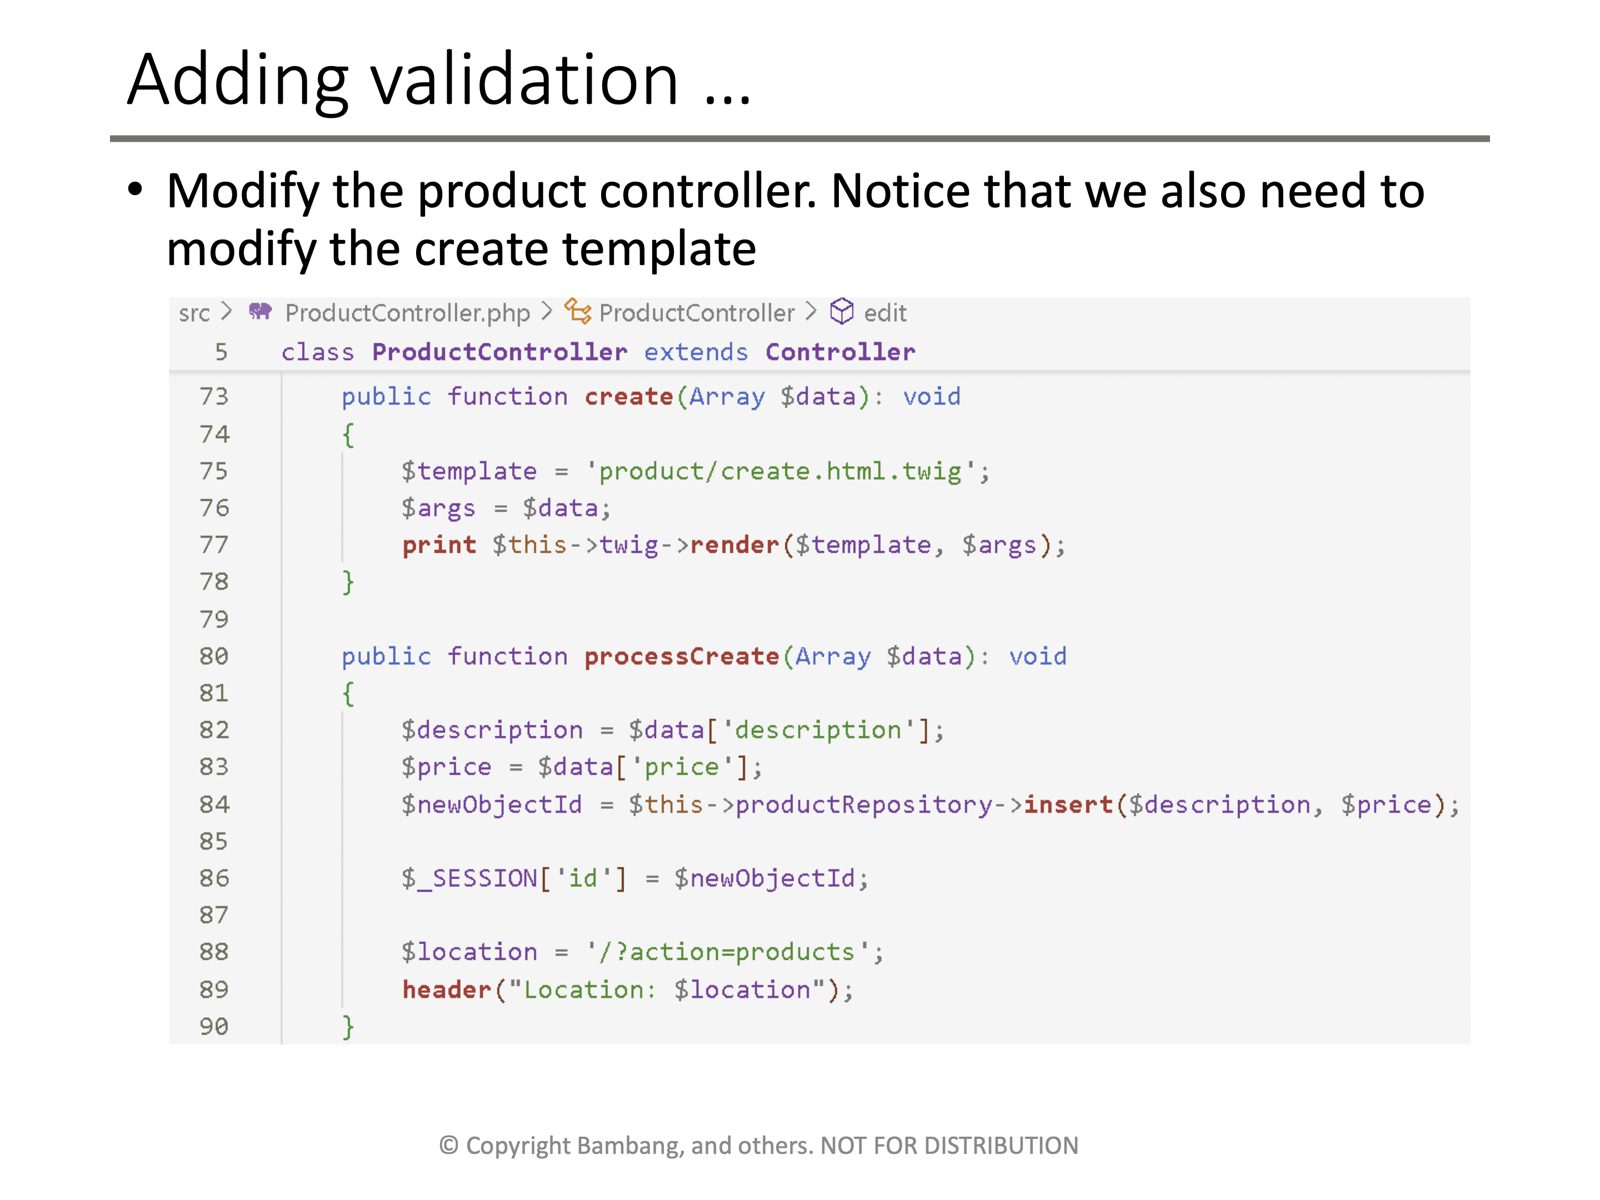 Adding validation ...
• Modify the product controller. Notice that we also need to
modify the create template
src > ProductController.php > ProductController > edit
5 class ProductController extends Controller
73 public function create(Array $data): void
74 {
75 $template = 'product/create.html.twig';
76 $args = $data;
77 print $this->twig->render($template, $args);
78 }
79
80 public function processCreate(Array $data): void
81 {
82 $description = $data['description'];
83 $price = $data['price'];
84 $newObjectId = $this->productRepository->insert($description, $price);
85
86 $_SESSION['id'] = $newObjectId;
87
88 $location = '/?action=products';
89 header("Location: $location");
90 }
© Copyright Bambang, and others. NOT FOR DISTRIBUTION